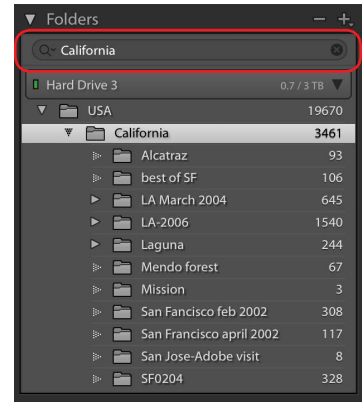 Folders
California
Hard Drive 3 0.7 / 3 TB
USA 19670
California 3461
Alcatraz 93
best of SF 106
LA March 2004 645
LA-2006 1540
Laguna 244
Mendo forest 67
Mission 3
San Fancisco feb 2002 308
San Francisco april 2002 117
San Jose-Adobe visit 8
SF0204 328